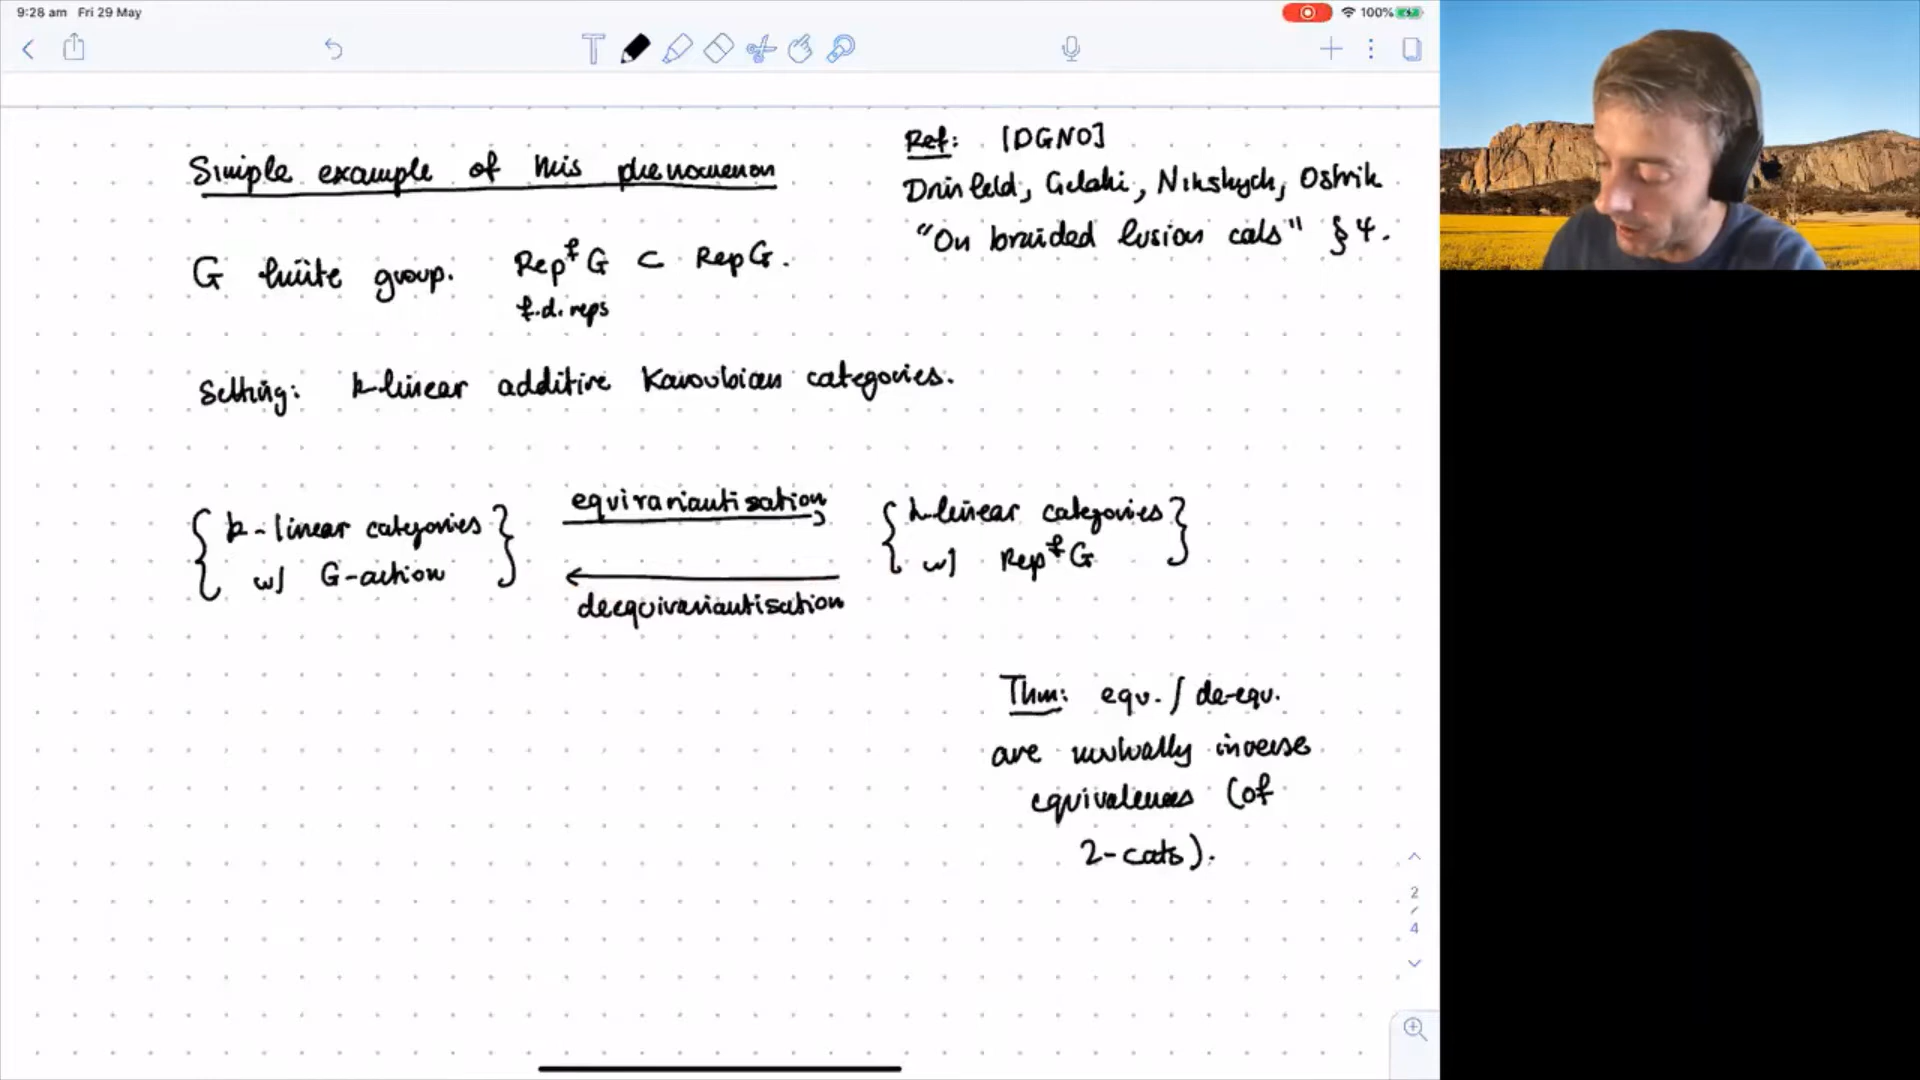 9:28 am Fri 29 May
100%
Simple example of this phenomenon
Ref: [DGNO]
Drinfeld, Gelaki, Nikshych, Ostrik
"On braided fusion cats" § 4.
G finite group. Rep^f G ⊂ Rep G.
f.d. reps
Setting: k-linear additive Karoubian categories.
{ k-linear categories w/ G-action }
equivariantisation
deequivariantisation
{ k-linear categories w/ Rep^f G }
Thm: equ. / de-equ.
are mutually inverse
equivalences (of
2-cats).
2
/
4